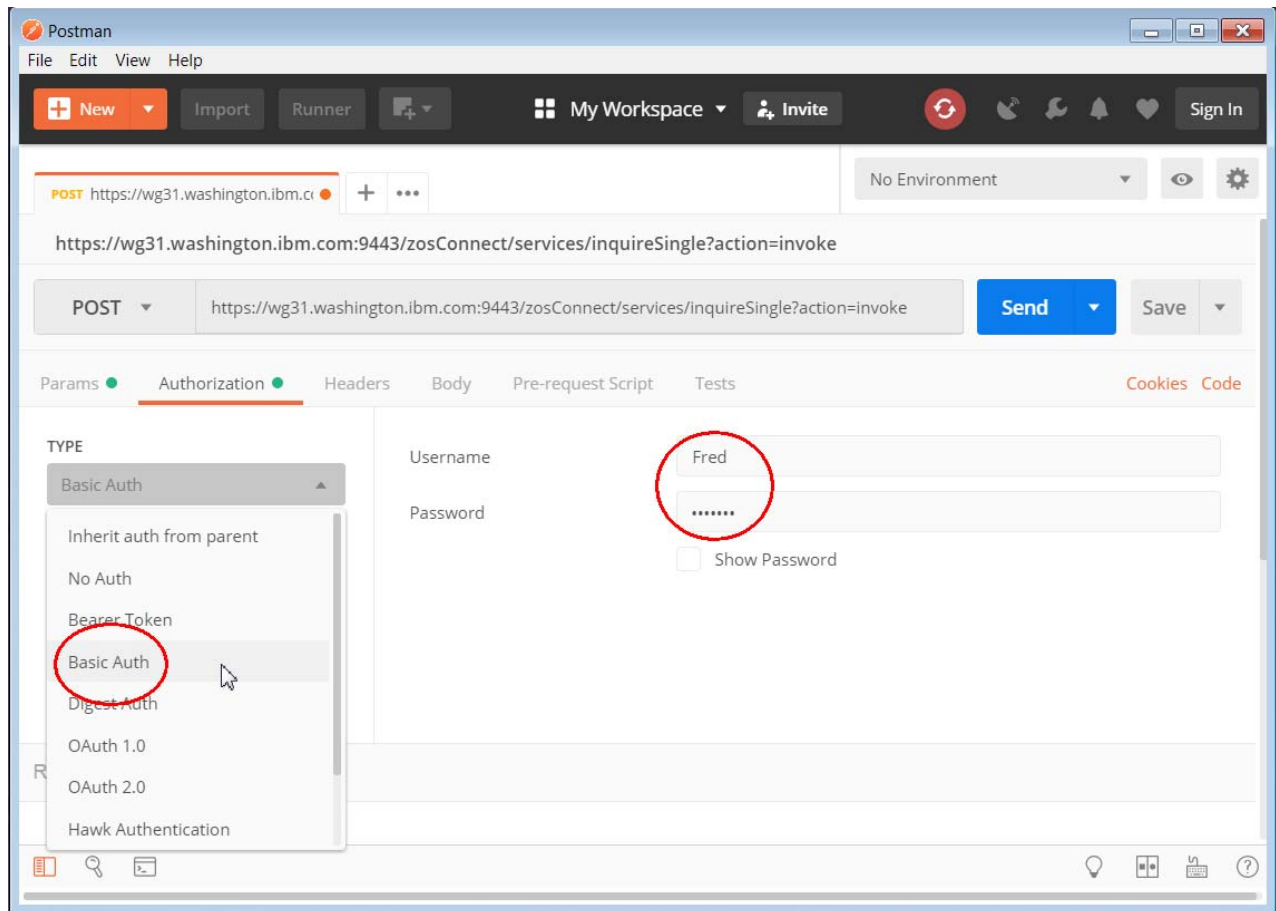 Postman
File Edit View Help
New Import Runner My Workspace Invite Sign In
POST https://wg31.washington.ibm.c
No Environment
https://wg31.washington.ibm.com:9443/zosConnect/services/inquireSingle?action=invoke
POST https://wg31.washington.ibm.com:9443/zosConnect/services/inquireSingle?action=invoke Send Save
Params Authorization Headers Body Pre-request Script Tests Cookies Code
TYPE
Basic Auth
Inherit auth from parent
No Auth
Bearer Token
Basic Auth
Digest Auth
OAuth 1.0
OAuth 2.0
Hawk Authentication
Username Fred
Password •••••••
Show Password
R